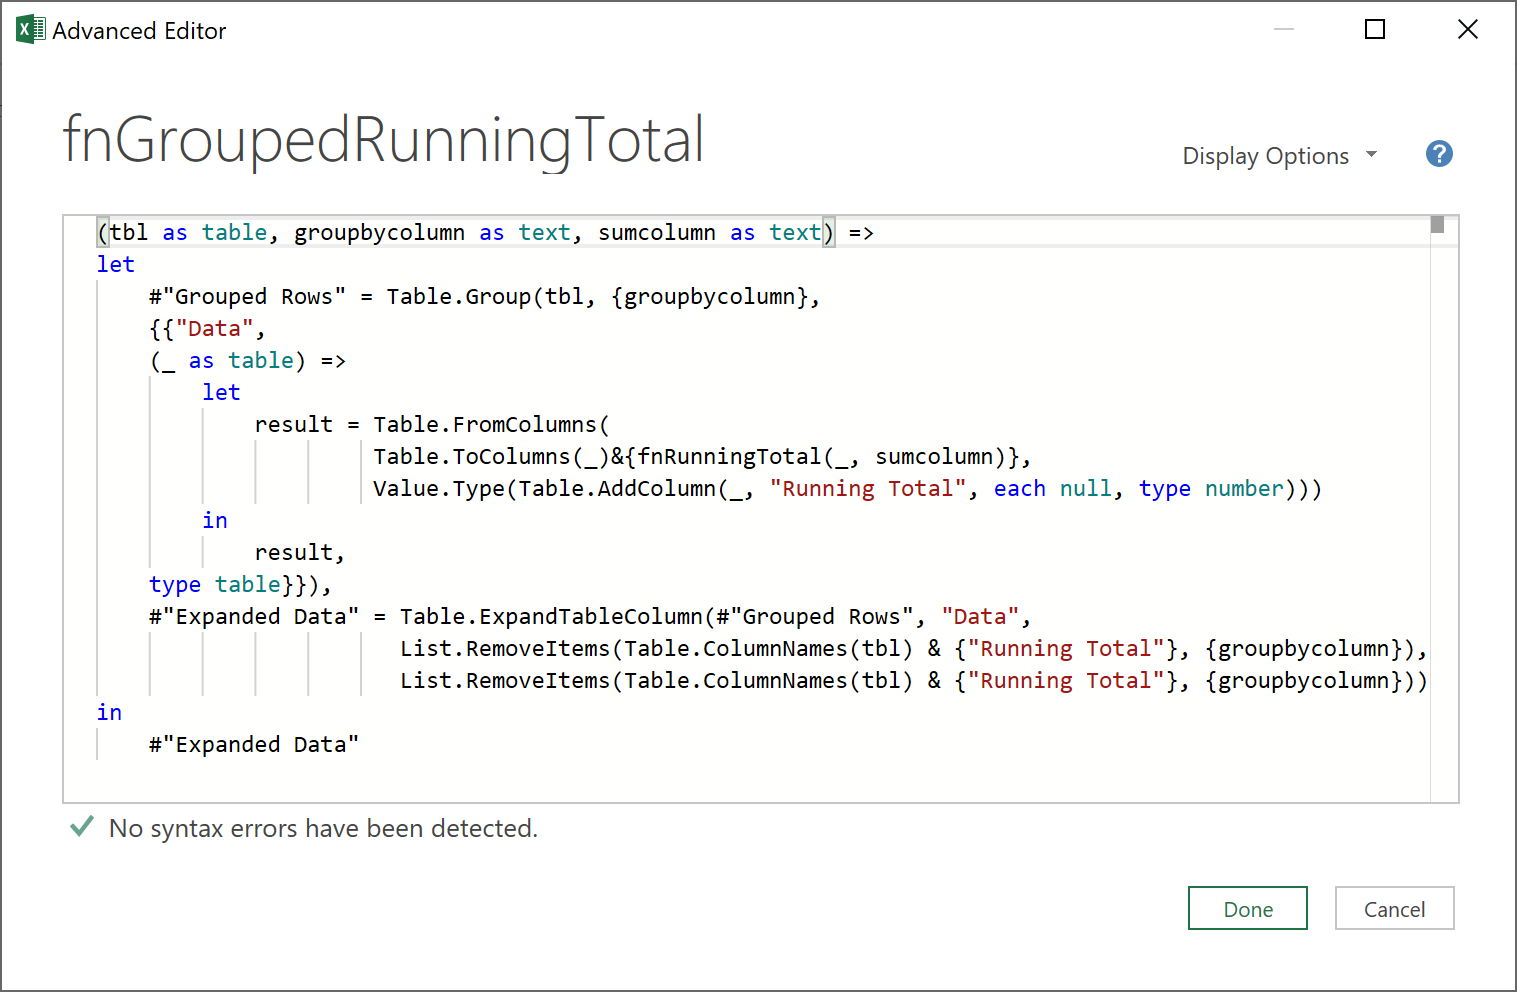 Advanced Editor
fnGroupedRunningTotal
Display Options
?
(tbl as table, groupbycolumn as text, sumcolumn as text) =>
let
    #"Grouped Rows" = Table.Group(tbl, {groupbycolumn},
    {{"Data",
    (_ as table) =>
        let
            result = Table.FromColumns(
                     Table.ToColumns(_)&{fnRunningTotal(_, sumcolumn)},
                     Value.Type(Table.AddColumn(_, "Running Total", each null, type number)))
        in
            result,
    type table}}),
    #"Expanded Data" = Table.ExpandTableColumn(#"Grouped Rows", "Data",
                       List.RemoveItems(Table.ColumnNames(tbl) & {"Running Total"}, {groupbycolumn}),
                       List.RemoveItems(Table.ColumnNames(tbl) & {"Running Total"}, {groupbycolumn}))
in
    #"Expanded Data"
No syntax errors have been detected.
Done
Cancel